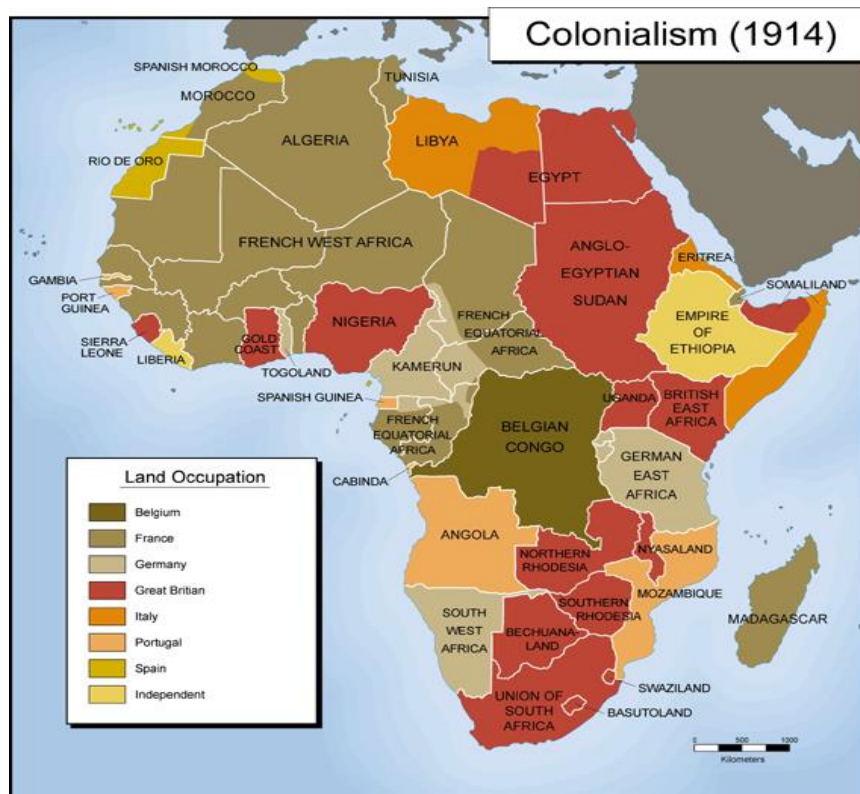 Colonialism (1914)
SPANISH MOROCCO
MOROCCO
TUNISIA
ALGERIA
LIBYA
EGYPT
RIO DE ORO
FRENCH WEST AFRICA
ANGLO-
EGYPTIAN
SUDAN
ERITREA
SOMALILAND
GAMBIA
PORT
GUINEA
SIERRA
LEONE
LIBERIA
GOLD
COAST
TOGOLAND
NIGERIA
KAMERUN
FRENCH
EQUATORIAL
AFRICA
EMPIRE
OF
ETHIOPIA
SPANISH GUINEA
FRENCH
EQUATORIAL
AFRICA
CABINDA
BELGIAN
CONGO
UGANDA
BRITISH
EAST
AFRICA
GERMAN
EAST
AFRICA
ANGOLA
NORTHERN
RHODESIA
NYASALAND
MOZAMBIQUE
SOUTHERN
RHODESIA
MADAGASCAR
SOUTH
WEST
AFRICA
BECHUANA-
LAND
SWAZILAND
UNION OF
SOUTH
AFRICA
BASUTOLAND
Land Occupation
Belgium
France
Germany
Great Britian
Italy
Portugal
Spain
Independent
0 500 1000
Kilometers